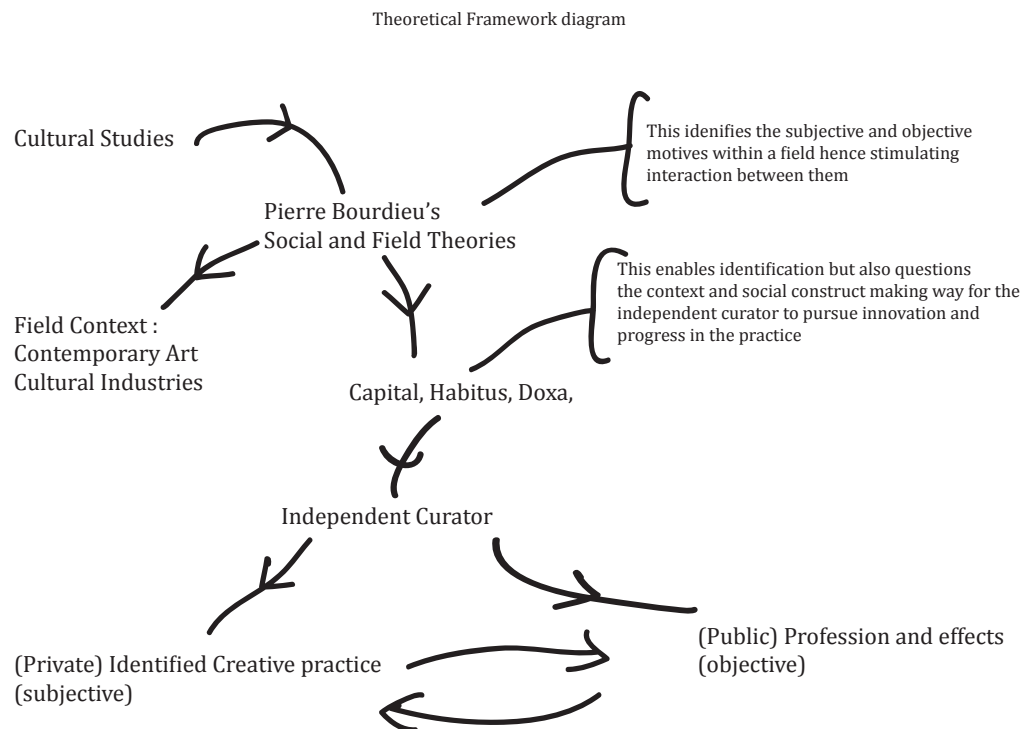 Theoretical Framework diagram
Cultural Studies
This idenifies the subjective and objective
motives within a field hence stimulating
interaction between them
Pierre Bourdieu's
Social and Field Theories
This enables identification but also questions
the context and social construct making way for the
independent curator to pursue innovation and
progress in the practice
Field Context :
Contemporary Art
Cultural Industries
Capital, Habitus, Doxa,
Independent Curator
(Private) Identified Creative practice
(subjective)
(Public) Profession and effects
(objective)